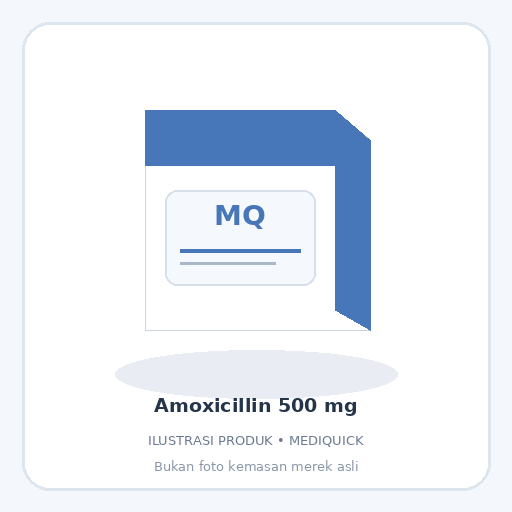 MQ
Amoxicillin 500 mg
ILUSTRASI PRODUK • MEDIQUICK
Bukan foto kemasan merek asli